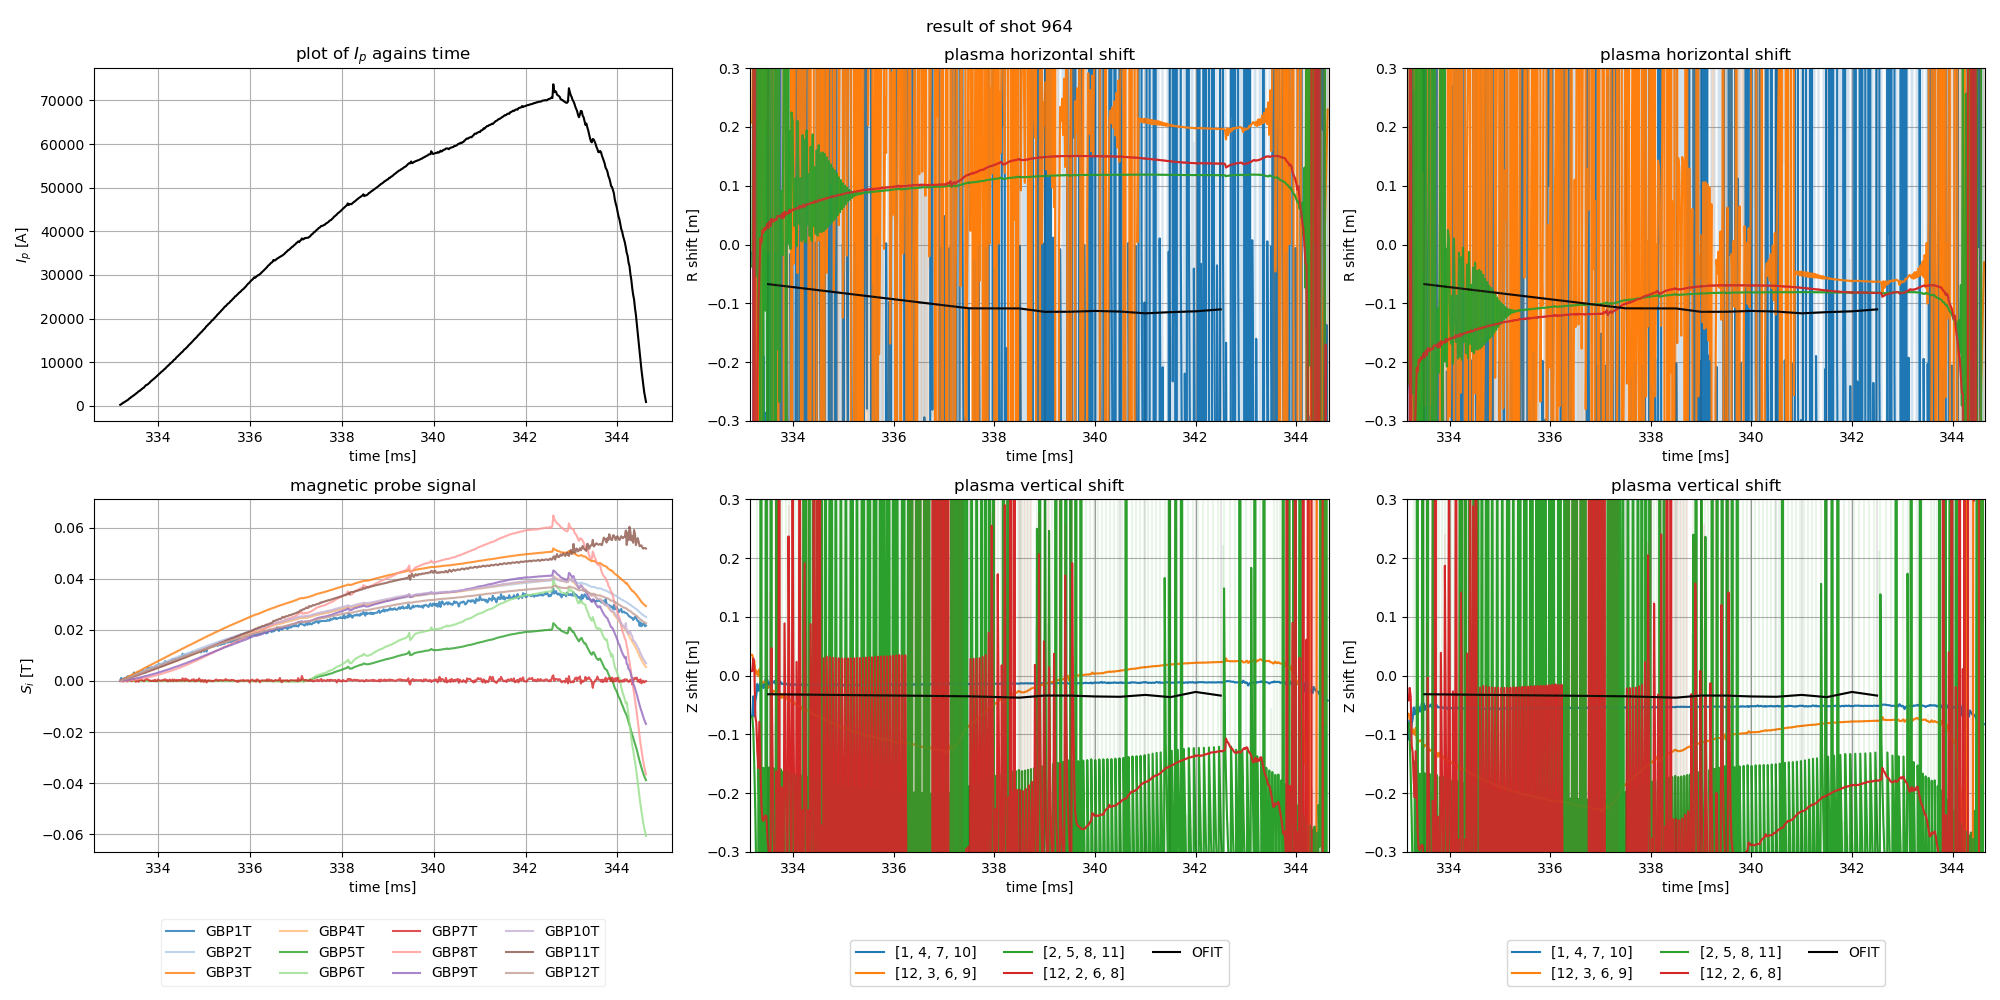 result of shot 964
plot of Ip agains time
70000
60000
50000
40000
30000
20000
10000
0
Ip [A]
334 336 338 340 342 344
time [ms]
plasma horizontal shift
0.3
0.2
0.1
0.0
−0.1
−0.2
−0.3
R shift [m]
334 336 338 340 342 344
time [ms]
plasma horizontal shift
0.3
0.2
0.1
0.0
−0.1
−0.2
−0.3
R shift [m]
334 336 338 340 342 344
time [ms]
magnetic probe signal
0.06
0.04
0.02
0.00
−0.02
−0.04
−0.06
Si [T]
334 336 338 340 342 344
time [ms]
plasma vertical shift
0.3
0.2
0.1
0.0
−0.1
−0.2
−0.3
Z shift [m]
334 336 338 340 342 344
time [ms]
plasma vertical shift
0.3
0.2
0.1
0.0
−0.1
−0.2
−0.3
Z shift [m]
334 336 338 340 342 344
time [ms]
GBP1T GBP4T GBP7T GBP10T
GBP2T GBP5T GBP8T GBP11T
GBP3T GBP6T GBP9T GBP12T
[1, 4, 7, 10] [2, 5, 8, 11] OFIT
[12, 3, 6, 9] [12, 2, 6, 8]
[1, 4, 7, 10] [2, 5, 8, 11] OFIT
[12, 3, 6, 9] [12, 2, 6, 8]